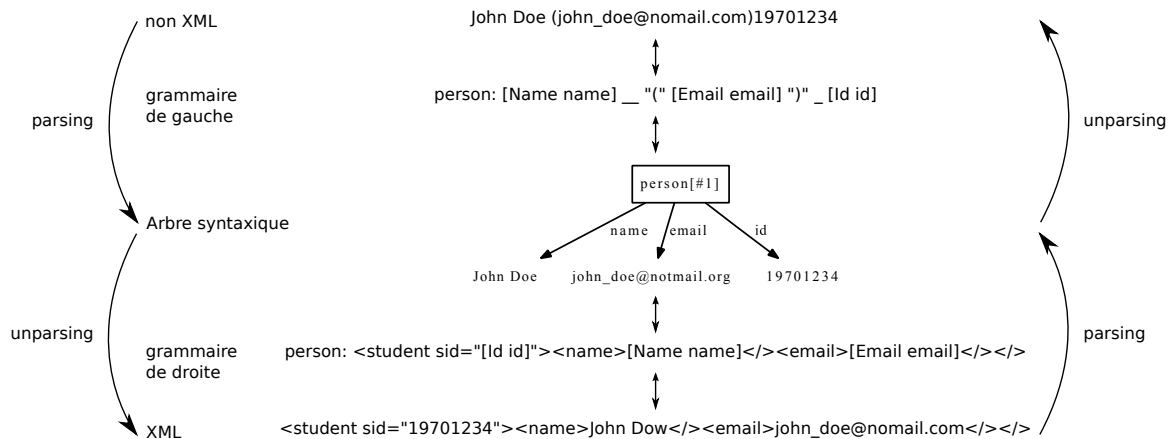 non XML
John Doe (john_doe@nomail.com)19701234
grammaire
de gauche
person: [Name name] __ "(" [Email email] ")" _ [Id id]
parsing
unparsing
person[#1]
Arbre syntaxique
name email id
John Doe john_doe@notmail.org 19701234
unparsing
parsing
grammaire
de droite
person: <student sid="[Id id]"><name>[Name name]</><email>[Email email]</></>
XML
<student sid="19701234"><name>John Dow</><email>john_doe@nomail.com</></>